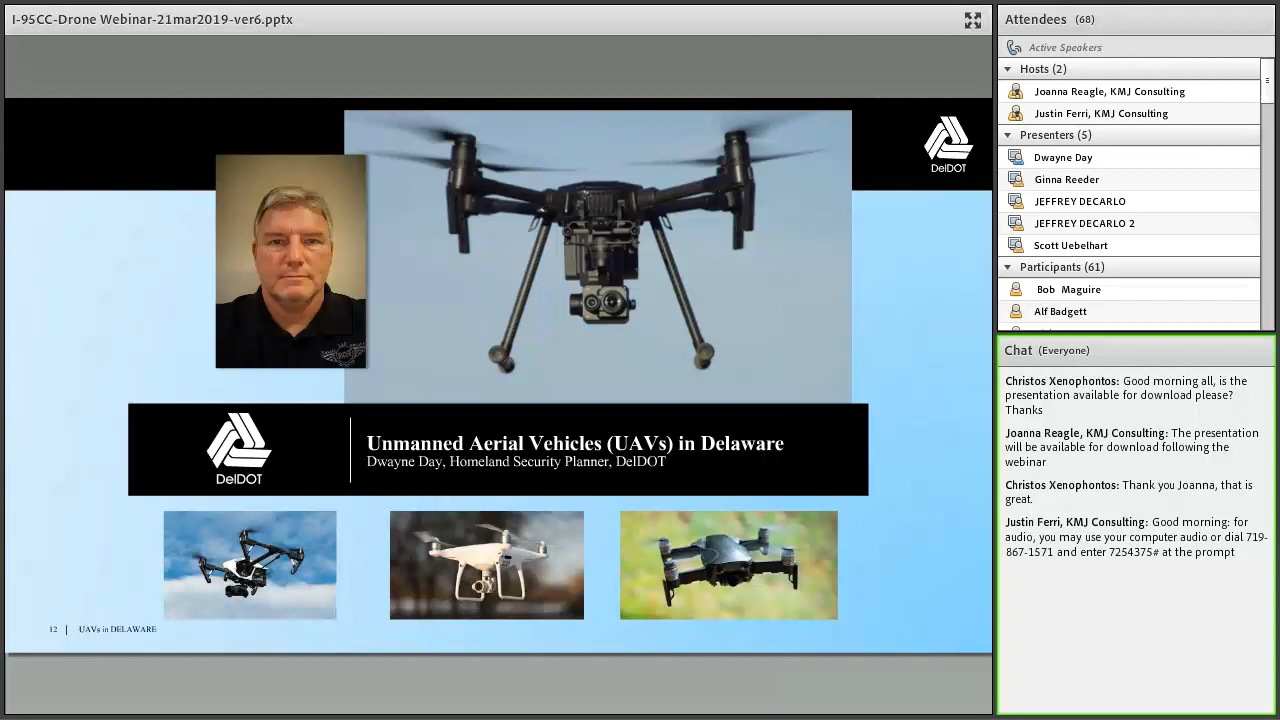 I-95CC-Drone Webinar-21mar2019-ver6.pptx
DelDOT
DelDOT
Unmanned Aerial Vehicles (UAVs) in Delaware
Dwayne Day, Homeland Security Planner, DelDOT
12 | UAVs in DELAWARE
Attendees (68)
Active Speakers
Hosts (2)
Joanna Reagle, KMJ Consulting
Justin Ferri, KMJ Consulting
Presenters (5)
Dwayne Day
Ginna Reeder
JEFFREY DECARLO
JEFFREY DECARLO 2
Scott Uebelhart
Participants (61)
Bob Maguire
Alf Badgett
Chat (Everyone)
Christos Xenophontos: Good morning all, is the
presentation available for download please?
Thanks
Joanna Reagle, KMJ Consulting: The presentation
will be available for download following the
webinar
Christos Xenophontos: Thank you Joanna, that is
great.
Justin Ferri, KMJ Consulting: Good morning: for
audio, you may use your computer audio or dial 719-
867-1571 and enter 7254375# at the prompt